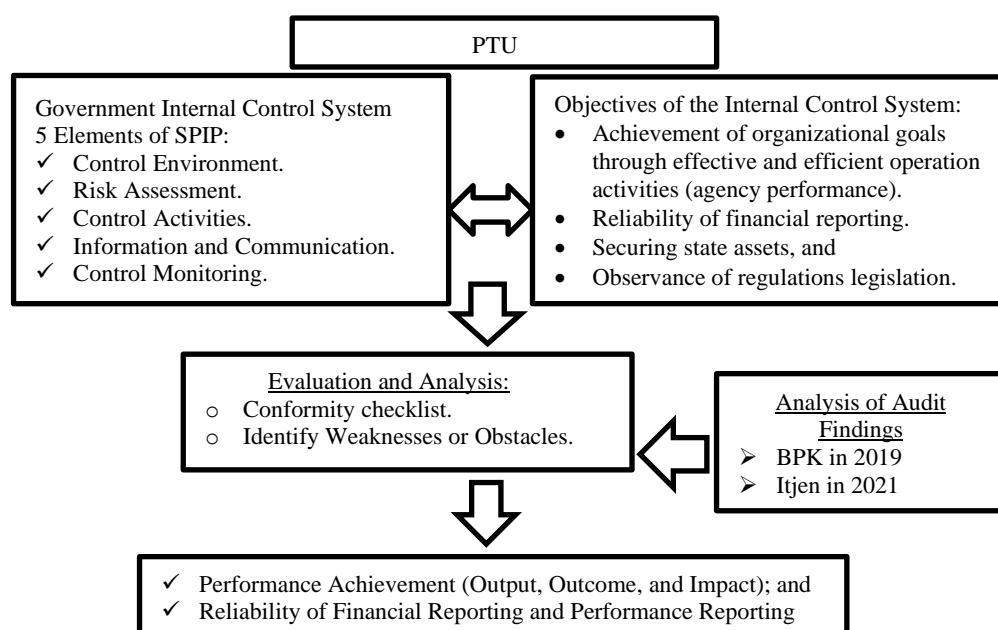 PTU
Government Internal Control System
5 Elements of SPIP:
✓ Control Environment.
✓ Risk Assessment.
✓ Control Activities.
✓ Information and Communication.
✓ Control Monitoring.
Objectives of the Internal Control System:
• Achievement of organizational goals
through effective and efficient operation
activities (agency performance).
• Reliability of financial reporting.
• Securing state assets, and
• Observance of regulations legislation.
Evaluation and Analysis:
o Conformity checklist.
o Identify Weaknesses or Obstacles.
Analysis of Audit
Findings
➢ BPK in 2019
➢ Itjen in 2021
✓ Performance Achievement (Output, Outcome, and Impact); and
✓ Reliability of Financial Reporting and Performance Reporting